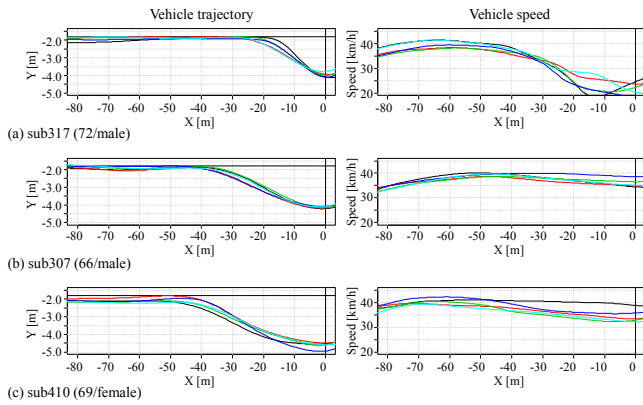 Vehicle trajectory Vehicle speed
Y [m] -2.0 -3.0 -4.0 -5.0 Speed [km/h] 40 30 20
-80 -70 -60 -50 -40 -30 -20 -10 0 -80 -70 -60 -50 -40 -30 -20 -10 0
X [m] X [m]
(a) sub317 (72/male)
Y [m] -2.0 -3.0 -4.0 -5.0 Speed [km/h] 40 30 20
-80 -70 -60 -50 -40 -30 -20 -10 0 -80 -70 -60 -50 -40 -30 -20 -10 0
X [m] X [m]
(b) sub307 (66/male)
Y [m] -2.0 -3.0 -4.0 -5.0 Speed [km/h] 40 30 20
-80 -70 -60 -50 -40 -30 -20 -10 0 -80 -70 -60 -50 -40 -30 -20 -10 0
X [m] X [m]
(c) sub410 (69/female)